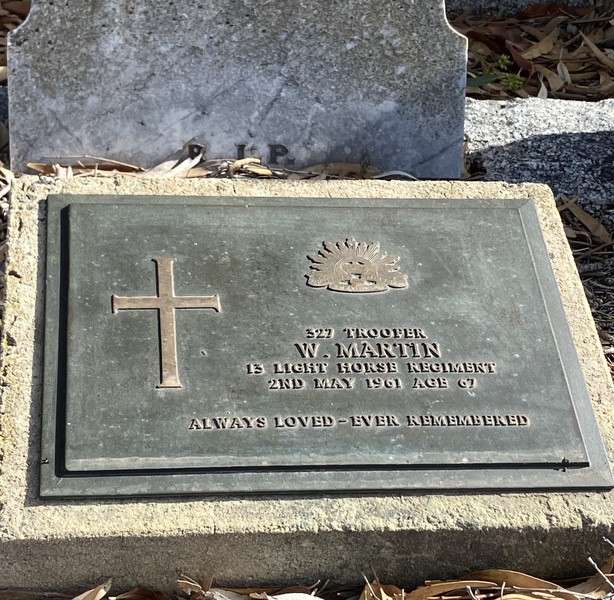 R.I.P.
327 TROOPER
W. MARTIN
13 LIGHT HORSE REGIMENT
2ND MAY 1961 AGE 67
ALWAYS LOVED - EVER REMEMBERED